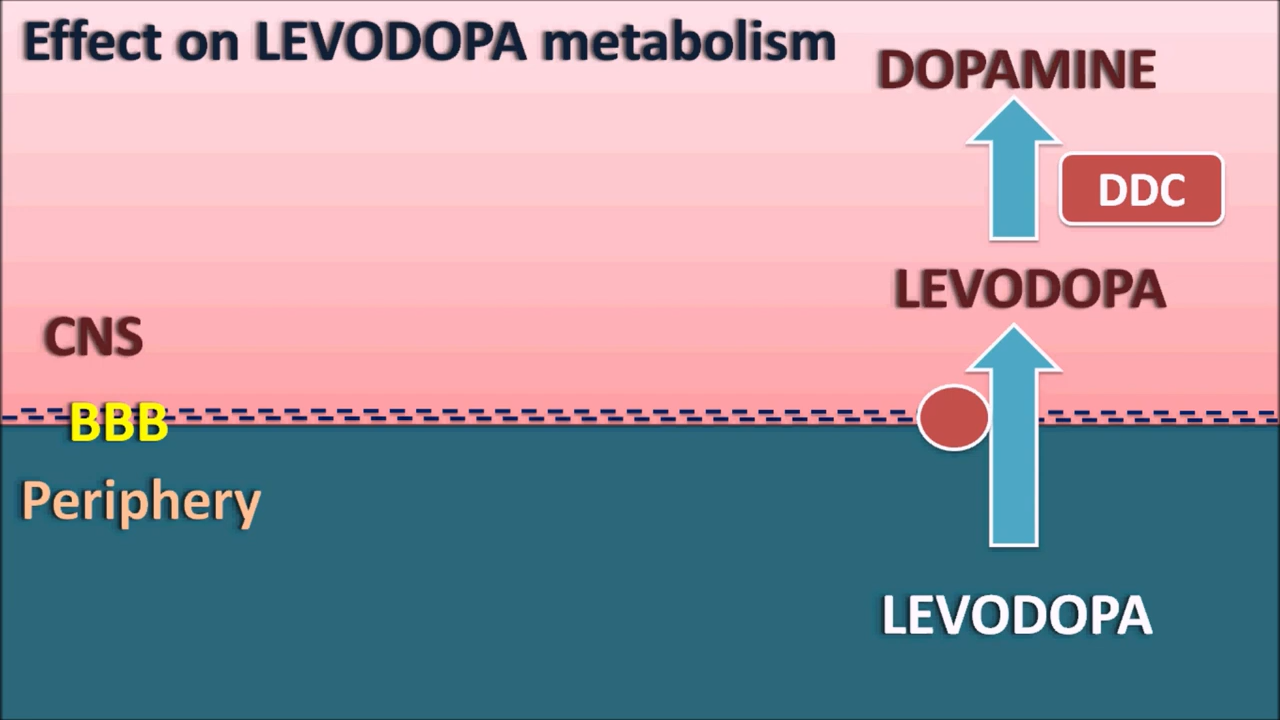 Effect on LEVODOPA metabolism
DOPAMINE
DDC
LEVODOPA
CNS
BBB
Periphery
LEVODOPA